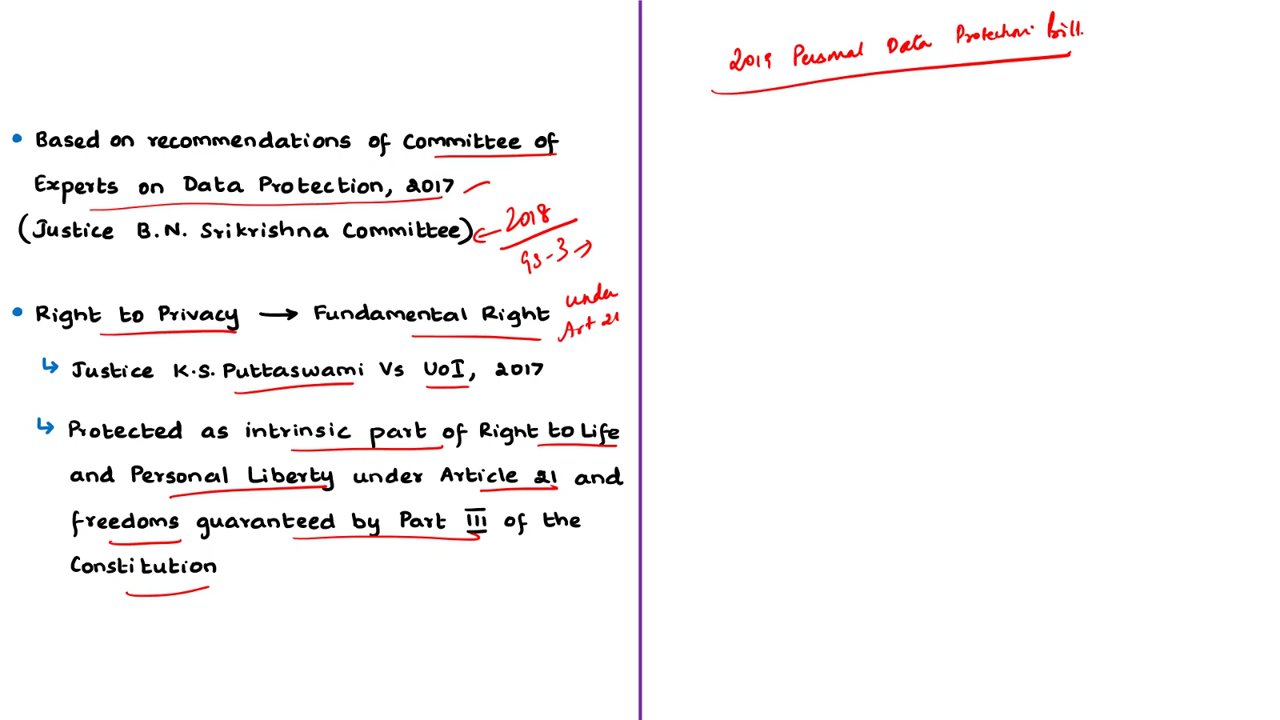 • Based on recommendations of Committee of
Experts on Data Protection, 2017
(Justice B.N. Srikrishna Committee)
2018
GS-3
• Right to Privacy → Fundamental Right
under
Art 21
↳ Justice K.S. Puttaswami Vs UoI, 2017
↳ Protected as intrinsic part of Right to Life
and Personal Liberty under Article 21 and
freedoms guaranteed by Part III of the
Constitution
2019 Personal Data Protection bill.